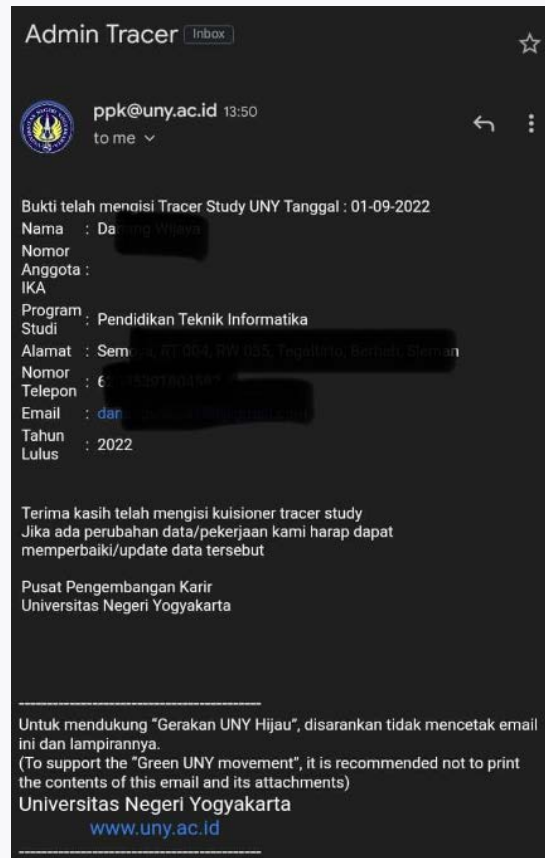 Admin Tracer Inbox
ppk@uny.ac.id 13:50
to me
Bukti telah mengisi Tracer Study UNY Tanggal : 01-09-2022
Nama :
Nomor
Anggota :
IKA
Program
Studi : Pendidikan Teknik Informatika
Alamat :
Nomor
Telepon :
Email :
Tahun
Lulus : 2022
Terima kasih telah mengisi kuisioner tracer study
Jika ada perubahan data/pekerjaan kami harap dapat
memperbaiki/update data tersebut
Pusat Pengembangan Karir
Universitas Negeri Yogyakarta
Untuk mendukung “Gerakan UNY Hijau”, disarankan tidak mencetak email
ini dan lampirannya.
(To support the “Green UNY movement”, it is recommended not to print
the contents of this email and its attachments)
Universitas Negeri Yogyakarta
www.uny.ac.id